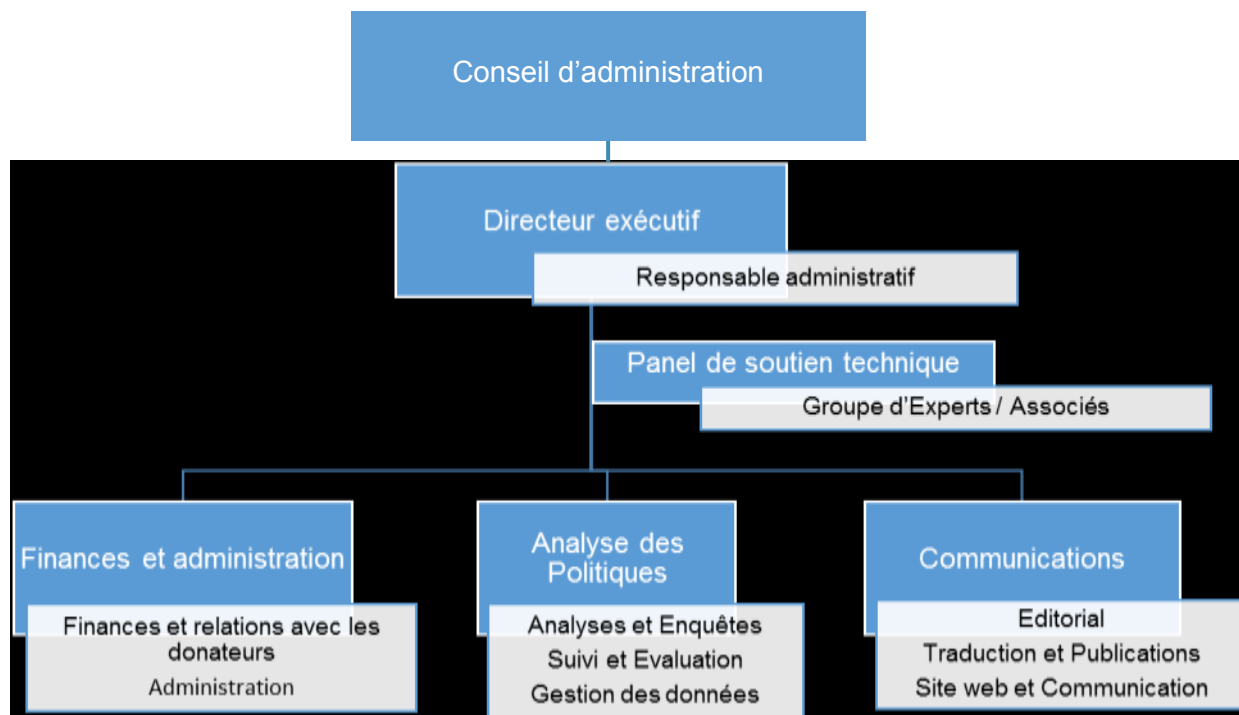 Conseil d’administration
Directeur exécutif
Responsable administratif
Panel de soutien technique
Groupe d’Experts / Associés
Finances et administration
Finances et relations avec les
donateurs
Administration
Analyse des
Politiques
Analyses et Enquêtes
Suivi et Evaluation
Gestion des données
Communications
Editorial
Traduction et Publications
Site web et Communication